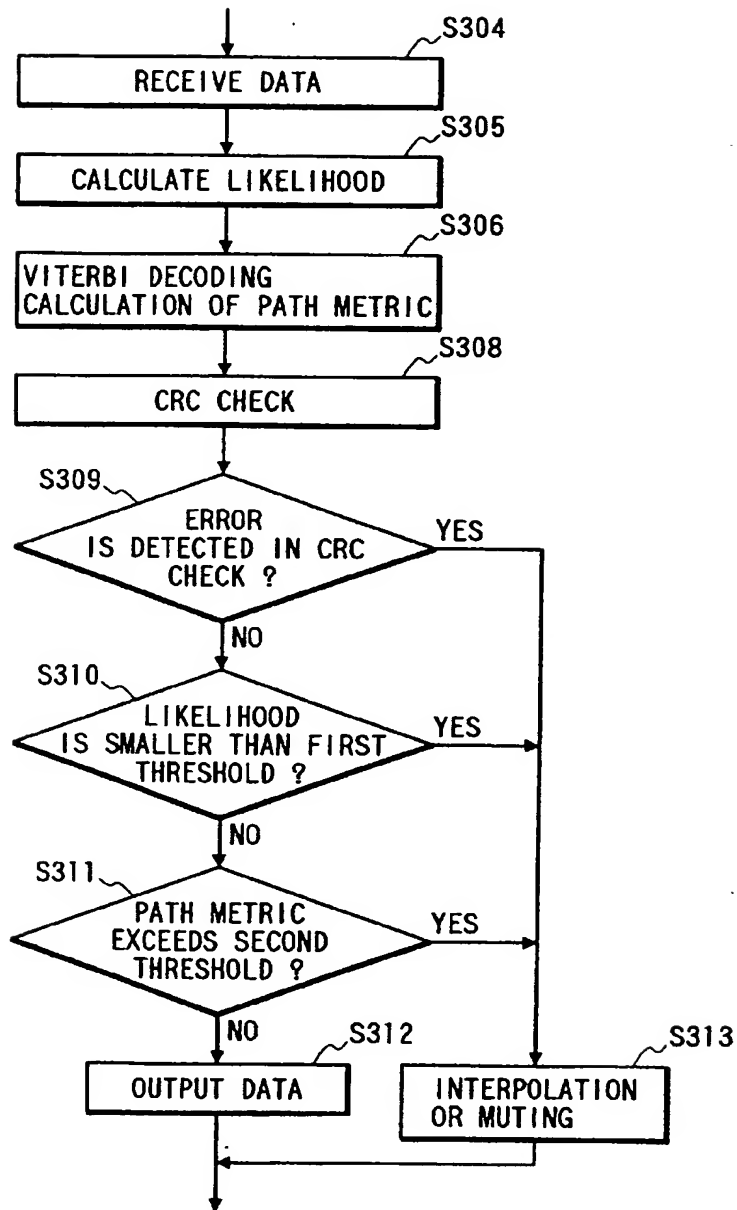 S304
RECEIVE DATA
S305
CALCULATE LIKELIHOOD
S306
VITERBI DECODING
CALCULATION OF PATH METRIC
S308
CRC CHECK
S309
ERROR
IS DETECTED IN CRC
CHECK ?
YES
NO
S310
LIKELIHOOD
IS SMALLER THAN FIRST
THRESHOLD ?
YES
NO
S311
PATH METRIC
EXCEEDS SECOND
THRESHOLD ?
YES
NO
S312
OUTPUT DATA
S313
INTERPOLATION
OR MUTING